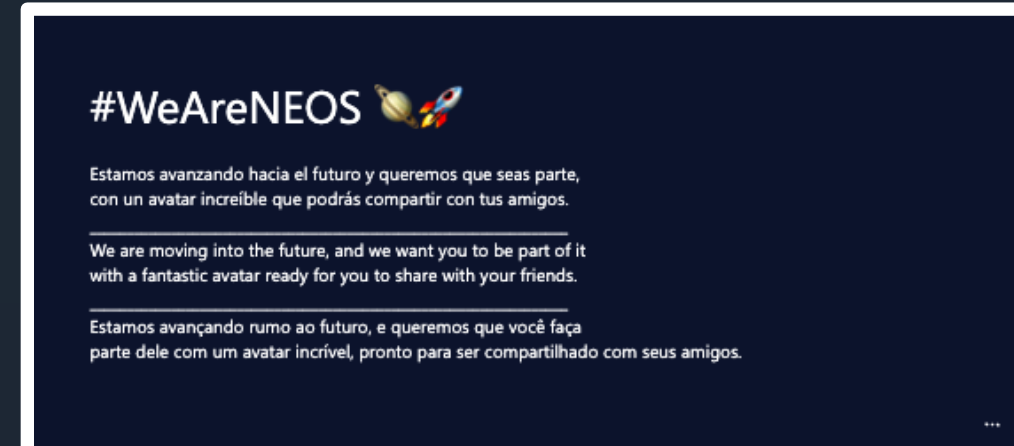 #WeAreNEOS 🪐🚀
Estamos avanzando hacia el futuro y queremos que seas parte,
con un avatar increíble que podrás compartir con tus amigos.
We are moving into the future, and we want you to be part of it
with a fantastic avatar ready for you to share with your friends.
Estamos avançando rumo ao futuro, e queremos que você faça
parte dele com um avatar incrível, pronto para ser compartilhado com seus amigos.
...